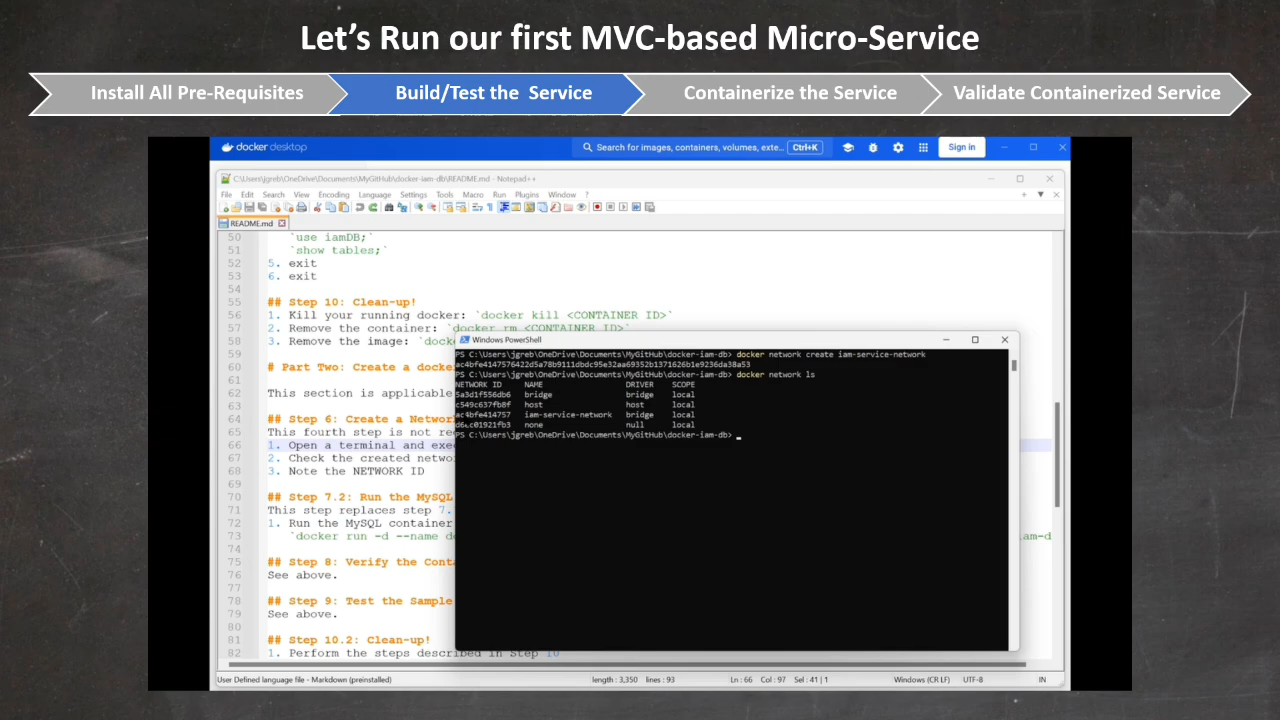 Let's Run our first MVC-based Micro-Service
Install All Pre-Requisites
Build/Test the Service
Containerize the Service
Validate Containerized Service
docker desktop
Search for images, containers, volumes, exte...
Ctrl+K
Sign in
C:\Users\jgreb\OneDrive\Documents\MyGitHub\docker-iam-db\README.md - Notepad++
File Edit Search View Encoding Language Settings Tools Macro Run Plugins Window ?
README.md
50 `use iamDB;`
51 `show tables;`
52 5. exit
53 6. exit
54
55 ## Step 10: Clean-up!
56 1. Kill your running docker: `docker kill <CONTAINER ID>`
57 2. Remove the container: `docker rm <CONTAINER ID>`
58 3. Remove the image: `dock
59
60 # Part Two: Create a docke
61
62 This section is applicable
63
64 ## Step 6: Create a Networ
65 This fourth step is not re
66 1. Open a terminal and exe
67 2. Check the created netwo
68 3. Note the NETWORK ID
69
70 ## Step 7.2: Run the MySQL
71 This step replaces step 7.
72 1. Run the MySQL container
73 `docker run -d --name d
iam-d
74
75 ## Step 8: Verify the Cont
76 See above.
77
78 ## Step 9: Test the Sample
79 See above.
80
81 ## Step 10.2: Clean-up!
82 1. Perform the steps described in Step 10
Windows PowerShell
PS C:\Users\jgreb\OneDrive\Documents\MyGitHub\docker-iam-db> docker network create iam-service-network
ac4bfe4147576422d5a78b9111dbdc95e32aa69352b1371626b1e9236da38a53
PS C:\Users\jgreb\OneDrive\Documents\MyGitHub\docker-iam-db> docker network ls
NETWORK ID NAME DRIVER SCOPE
5a3d1f556db6 bridge bridge local
c549c637fb8f host host local
ac4bfe414757 iam-service-network bridge local
none null local
PS C:\Users\jgreb\OneDrive\Documents\MyGitHub\docker-iam-db>
User Defined language file - Markdown (preinstalled)
length : 3,350 lines : 93
Ln : 66 Col : 97 Sel : 41 | 1
Windows (CR LF)
UTF-8
IN